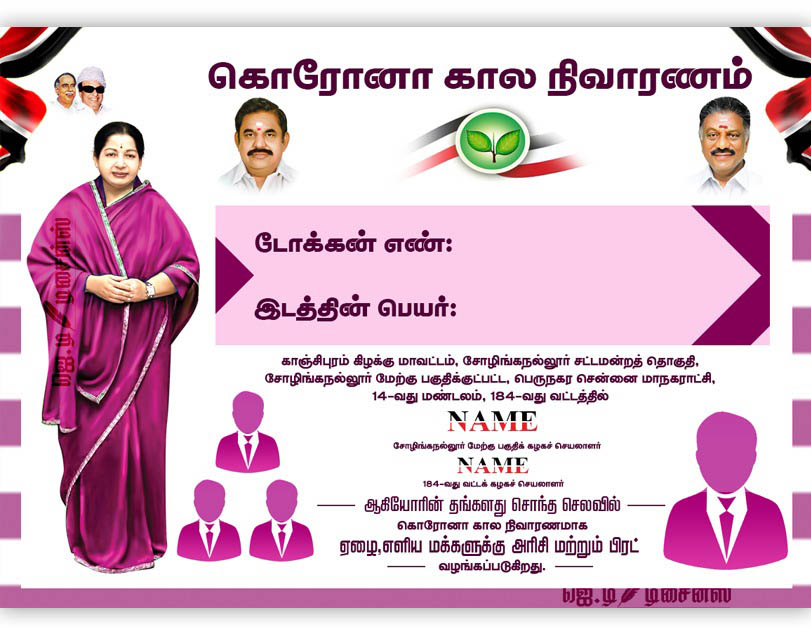 கொரோனா கால நிவாரணம்
டோக்கன் எண்:
இடத்தின் பெயர்:
காஞ்சிபுரம் கிழக்கு மாவட்டம், சோழிங்கநல்லூர் சட்டமன்றத் தொகுதி,
சோழிங்கநல்லூர் மேற்கு பகுதிக்குட்பட்ட, பெருநகர சென்னை மாநகராட்சி,
14-வது மண்டலம், 184-வது வட்டத்தில்
NAME
சோழிங்கநல்லூர் மேற்கு பகுதிக் கழகச் செயலாளர்
NAME
184-வது வட்டக் கழகச் செயலாளர்
ஆகியோரின் தங்களது சொந்த செலவில்
கொரோனா கால நிவாரணமாக
ஏழை,எளிய மக்களுக்கு அரிசி மற்றும் பிரட்
வழங்கப்படுகிறது.
ஐ.டி டிசைன்ஸ்
ஐ.டி டிசைன்ஸ்